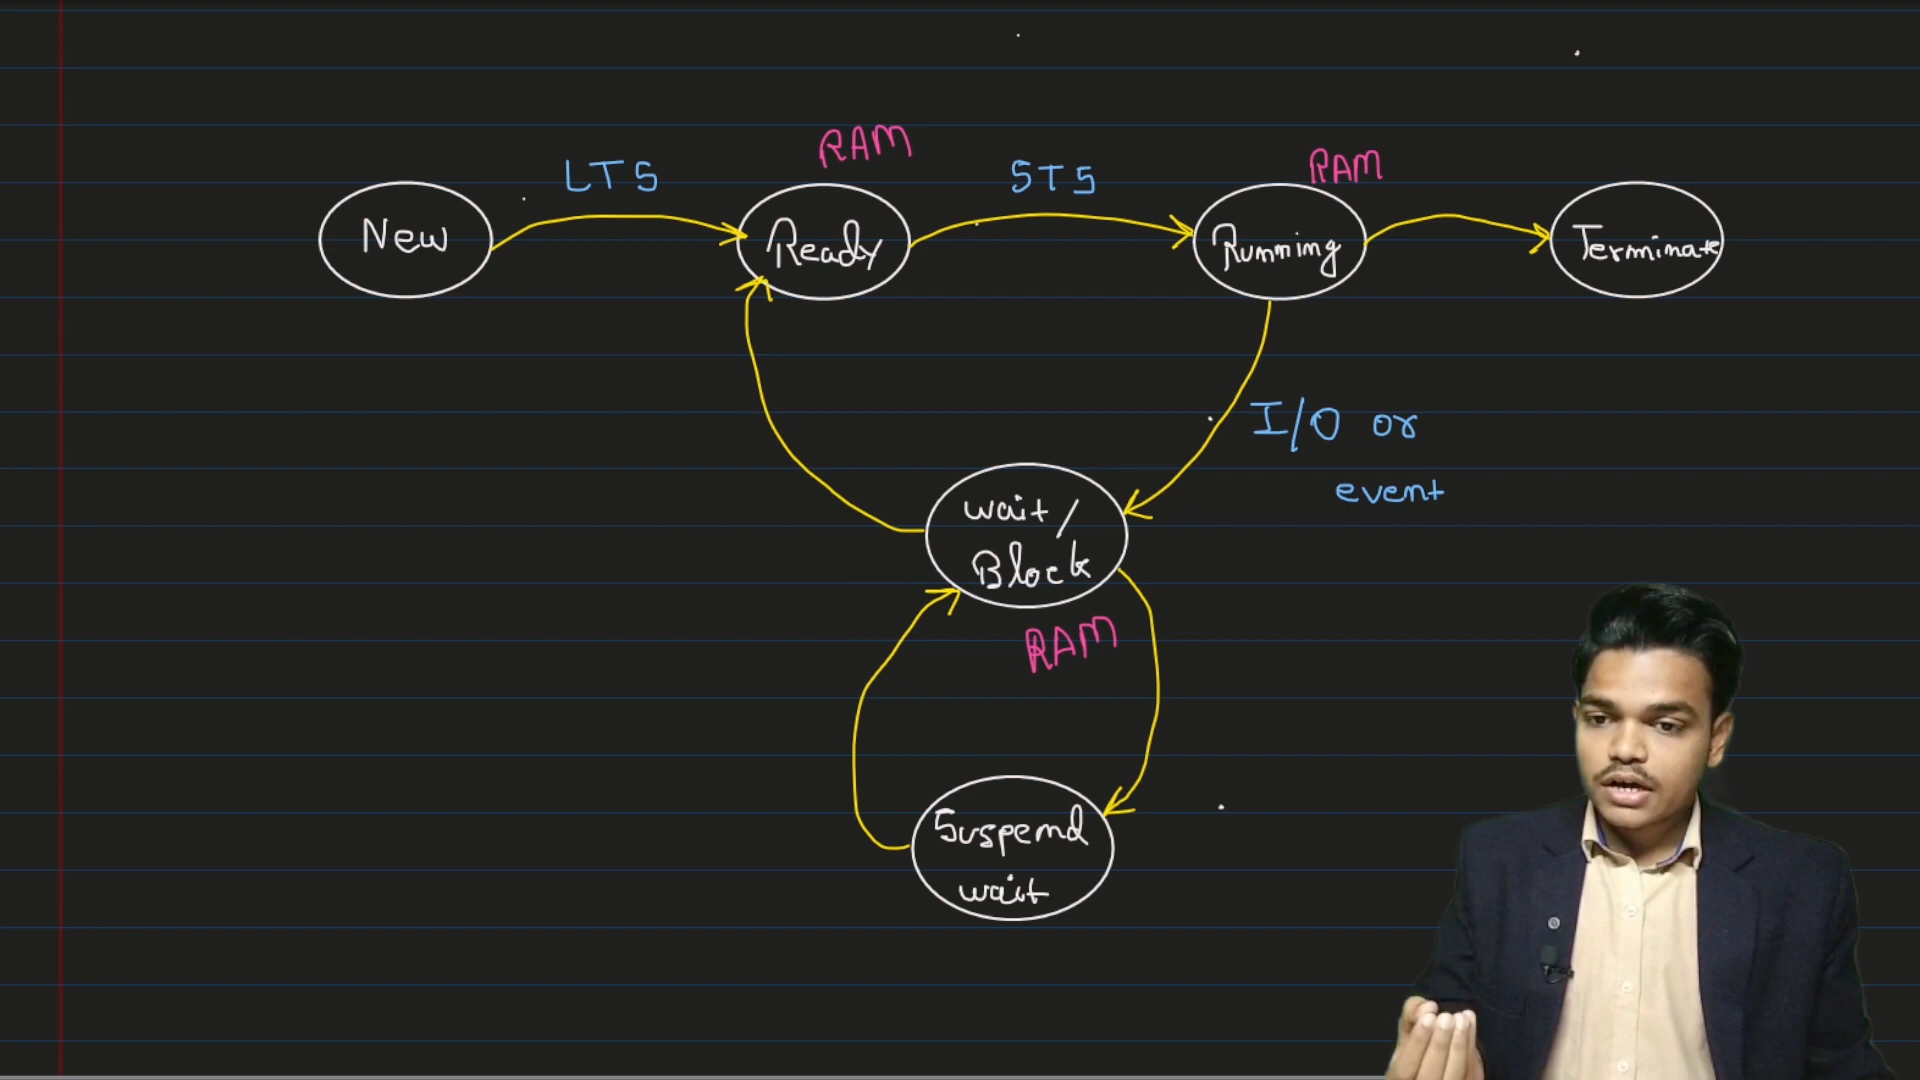 RAM
LTS
STS
RAM
New
Ready
Running
Terminate
I/O or
event
wait/
Block
RAM
Suspend
wait